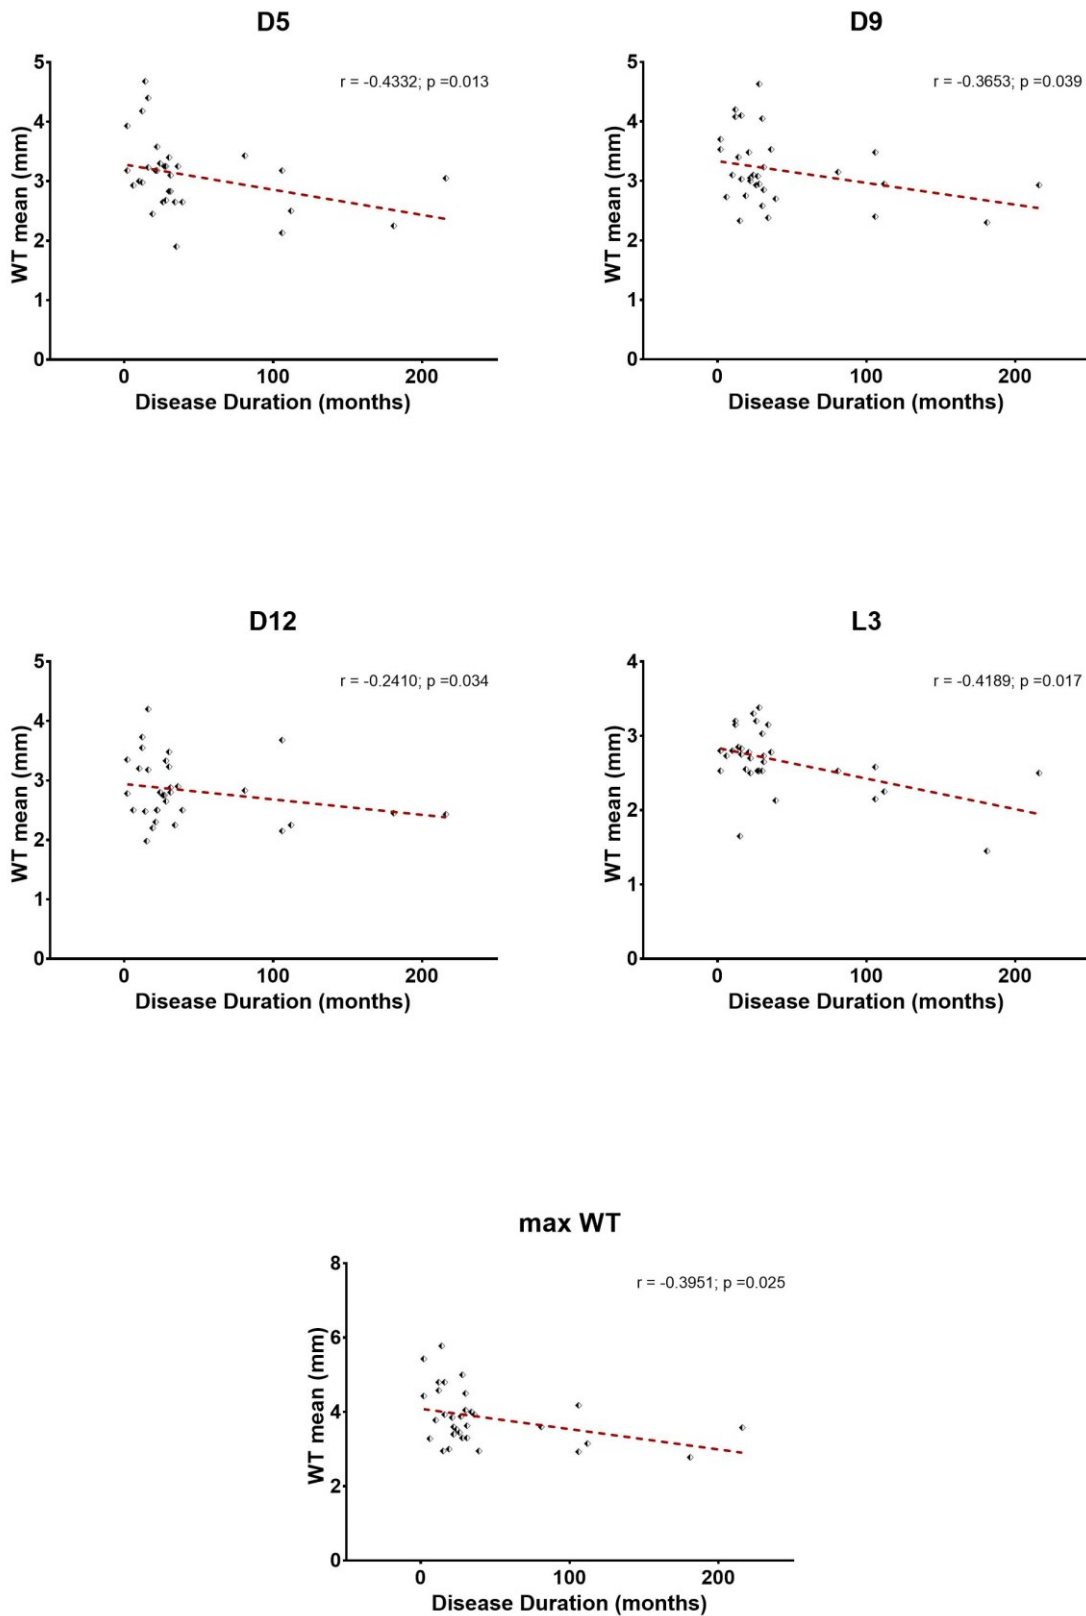 D5
r = -0.4332; p =0.013
5
4
3
2
1
0
WT mean (mm)
0 100 200
Disease Duration (months)
D9
r = -0.3653; p =0.039
5
4
3
2
1
0
WT mean (mm)
0 100 200
Disease Duration (months)
D12
r = -0.2410; p =0.034
5
4
3
2
1
0
WT mean (mm)
0 100 200
Disease Duration (months)
L3
r = -0.4189; p =0.017
4
3
2
1
0
WT mean (mm)
0 100 200
Disease Duration (months)
max WT
r = -0.3951; p =0.025
8
6
4
2
0
WT mean (mm)
0 100 200
Disease Duration (months)